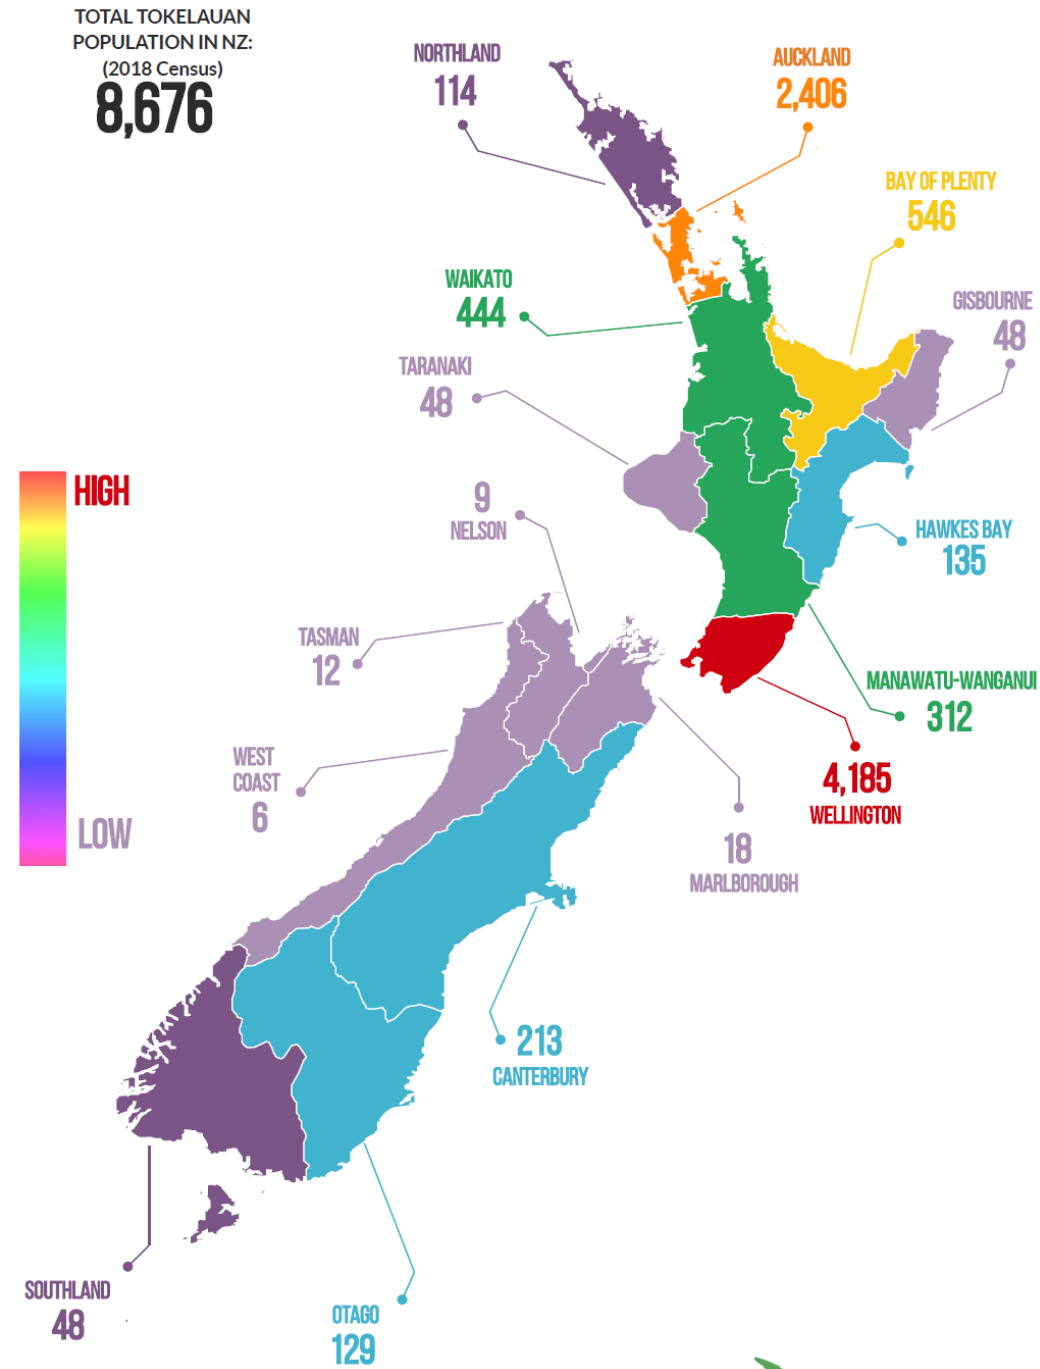 TOTAL TOKELAUAN
POPULATION IN NZ:
(2018 Census)
8,676
NORTHLAND
114
AUCKLAND
2,406
BAY OF PLENTY
546
WAIKATO
444
GISBOURNE
48
TARANAKI
48
HIGH
9
NELSON
HAWKES BAY
135
TASMAN
12
MANAWATU-WANGANUI
312
WEST
COAST
6
4,185
WELLINGTON
LOW
18
MARLBOROUGH
213
CANTERBURY
SOUTHLAND
48
OTAGO
129